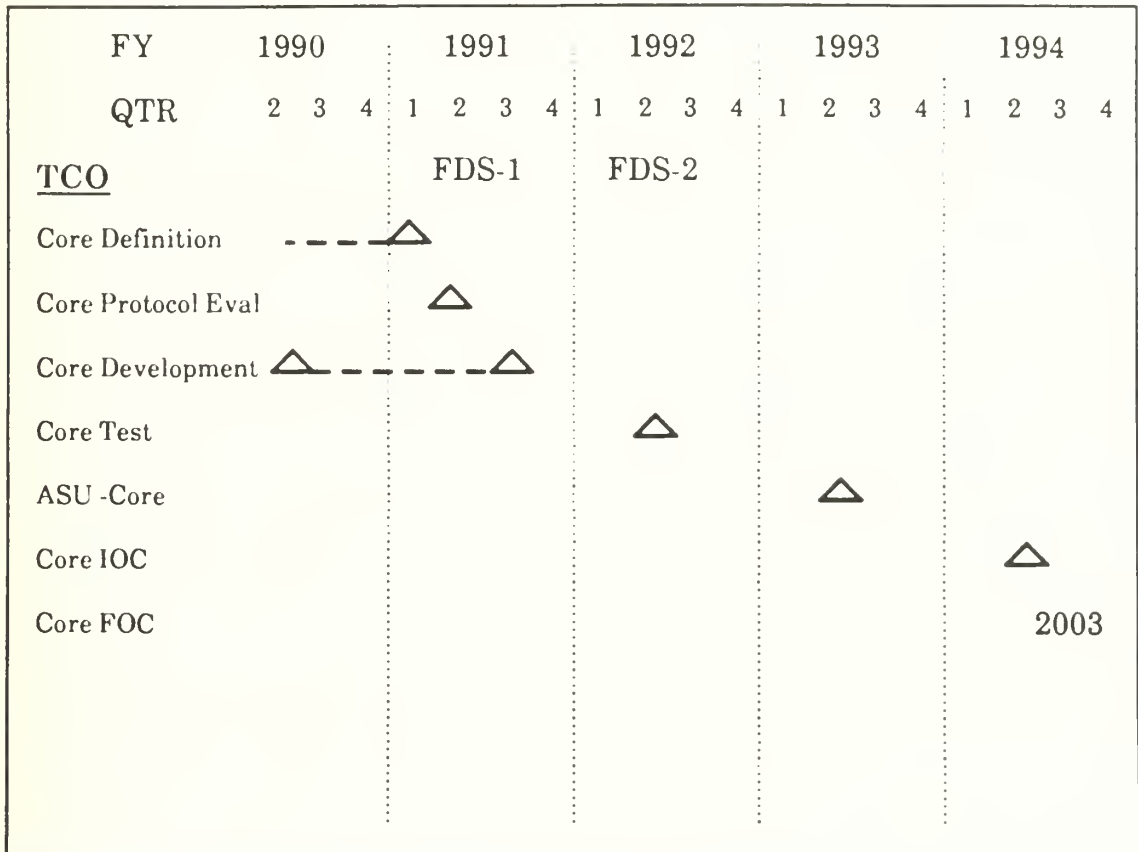 FY 1990 1991 1992 1993 1994
QTR 2 3 4 1 2 3 4 1 2 3 4 1 2 3 4 1 2 3 4
TCO FDS-1 FDS-2
Core Definition
Core Protocol Eval
Core Development
Core Test
ASU -Core
Core IOC
Core FOC 2003